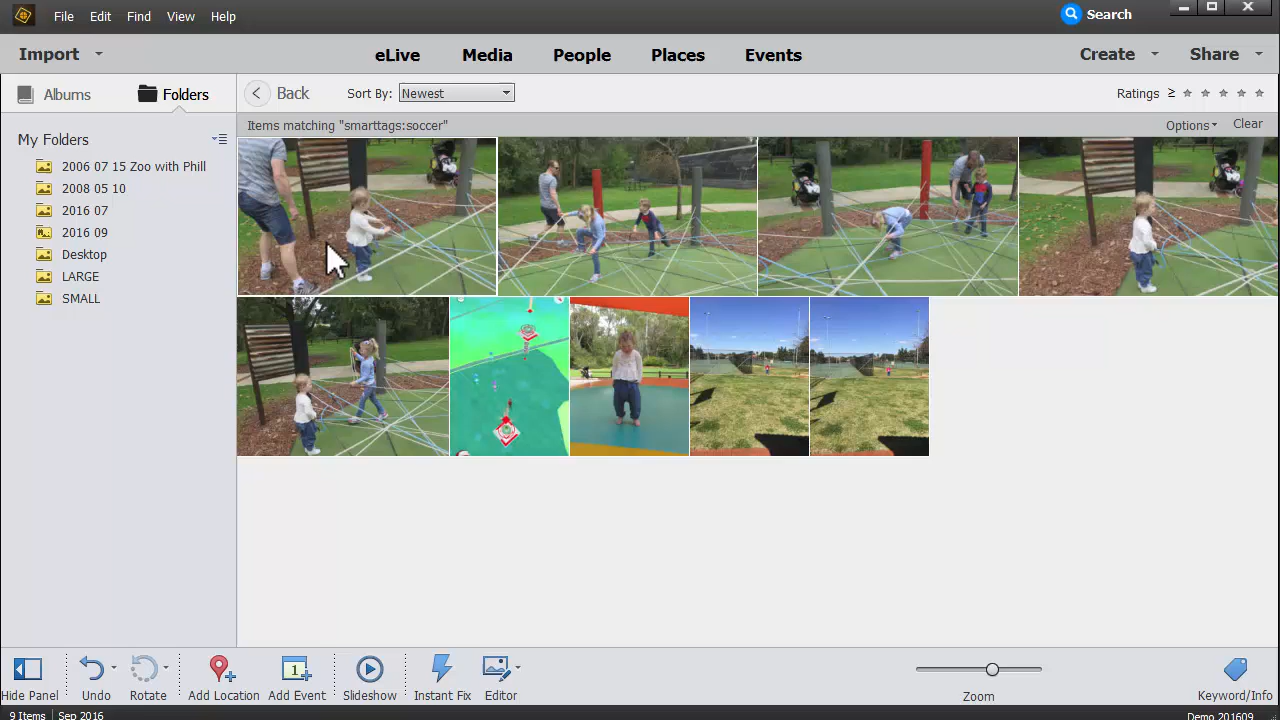 File Edit Find View Help Search
Import eLive Media People Places Events Create Share
Albums Folders Back Sort By: Newest Ratings ≥
Items matching "smarttags:soccer" Options Clear
My Folders
2006 07 15 Zoo with Phill
2008 05 10
2016 07
2016 09
Desktop
LARGE
SMALL
1
Hide Panel Undo Rotate Add Location Add Event Slideshow Instant Fix Editor Zoom Keyword/Info
9 Items Sep 2016 Demo 201609